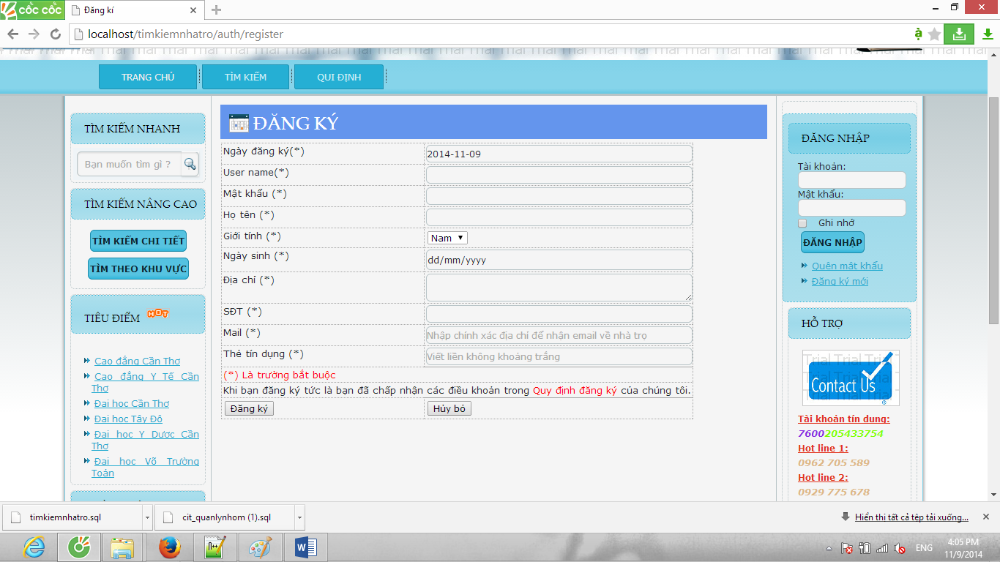 cốc cốc
Đăng kí
localhost/timkiemnhatro/auth/register
Trial Trial Trial Trial Trial Trial Trial
TRANG CHỦ
TÌM KIẾM
QUI ĐỊNH
TÌM KIẾM NHANH
Bạn muốn tìm gì ?
TÌM KIẾM NÂNG CAO
TÌM KIẾM CHI TIẾT
TÌM THEO KHU VỰC
TIÊU ĐIỂM HOT
Cao đẳng Cần Thơ
Cao đẳng Y Tế Cần
Thơ
Đại học Cần Thơ
Đại học Tây Đô
Đại học Y Dược Cần
Thơ
Đại học Võ Trường
Toản
ĐĂNG KÝ
Ngày đăng ký(*)
2014-11-09
User name(*)
Mật khẩu (*)
Họ tên (*)
Giới tính (*)
Nam
Ngày sinh (*)
dd/mm/yyyy
Địa chỉ (*)
SĐT (*)
Mail (*)
Nhập chính xác địa chỉ để nhận email về nhà trọ
Thẻ tín dụng (*)
Viết liền không khoảng trắng
(*) Là trường bắt buộc
Khi bạn đăng ký tức là bạn đã chấp nhận các điều khoản trong Quy định đăng ký của chúng tôi.
Đăng ký
Hủy bỏ
ĐĂNG NHẬP
Tài khoản:
Mật khẩu:
Ghi nhớ
ĐĂNG NHẬP
Quên mật khẩu
Đăng ký mới
HỖ TRỢ
Trial Trial Trial
Contact Us
Tài khoản tín dụng:
7600205433754
Hot line 1:
0962 705 589
Hot line 2:
0929 775 678
timkiemnhatro.sql
cit_quanlynhom (1).sql
Hiển thị tất cả tệp tải xuống...
ENG
4:05 PM
11/9/2014